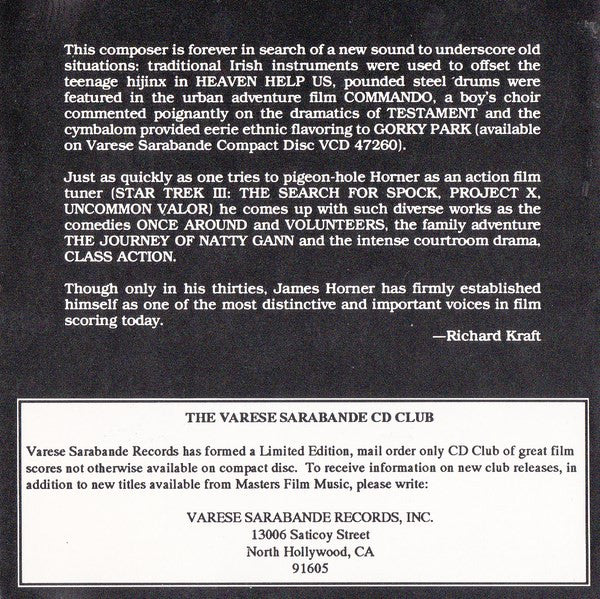 This composer is forever in search of a new sound to underscore old
situations: traditional Irish instruments were used to offset the
teenage hijinx in HEAVEN HELP US, pounded steel drums were
featured in the urban adventure film COMMANDO, a boy's choir
commented poignantly on the dramatics of TESTAMENT and the
cymbalom provided eerie ethnic flavoring to GORKY PARK (available
on Varese Sarabande Compact Disc VCD 47260).
Just as quickly as one tries to pigeon-hole Horner as an action film
tuner (STAR TREK III: THE SEARCH FOR SPOCK, PROJECT X,
UNCOMMON VALOR) he comes up with such diverse works as the
comedies ONCE AROUND and VOLUNTEERS, the family adventure
THE JOURNEY OF NATTY GANN and the intense courtroom drama,
CLASS ACTION.
Though only in his thirties, James Horner has firmly established
himself as one of the most distinctive and important voices in film
scoring today.
—Richard Kraft
THE VARESE SARABANDE CD CLUB
Varese Sarabande Records has formed a Limited Edition, mail order only CD Club of great film
scores not otherwise available on compact disc. To receive information on new club releases, in
addition to new titles available from Masters Film Music, please write:
VARESE SARABANDE RECORDS, INC.
13006 Saticoy Street
North Hollywood, CA
91605